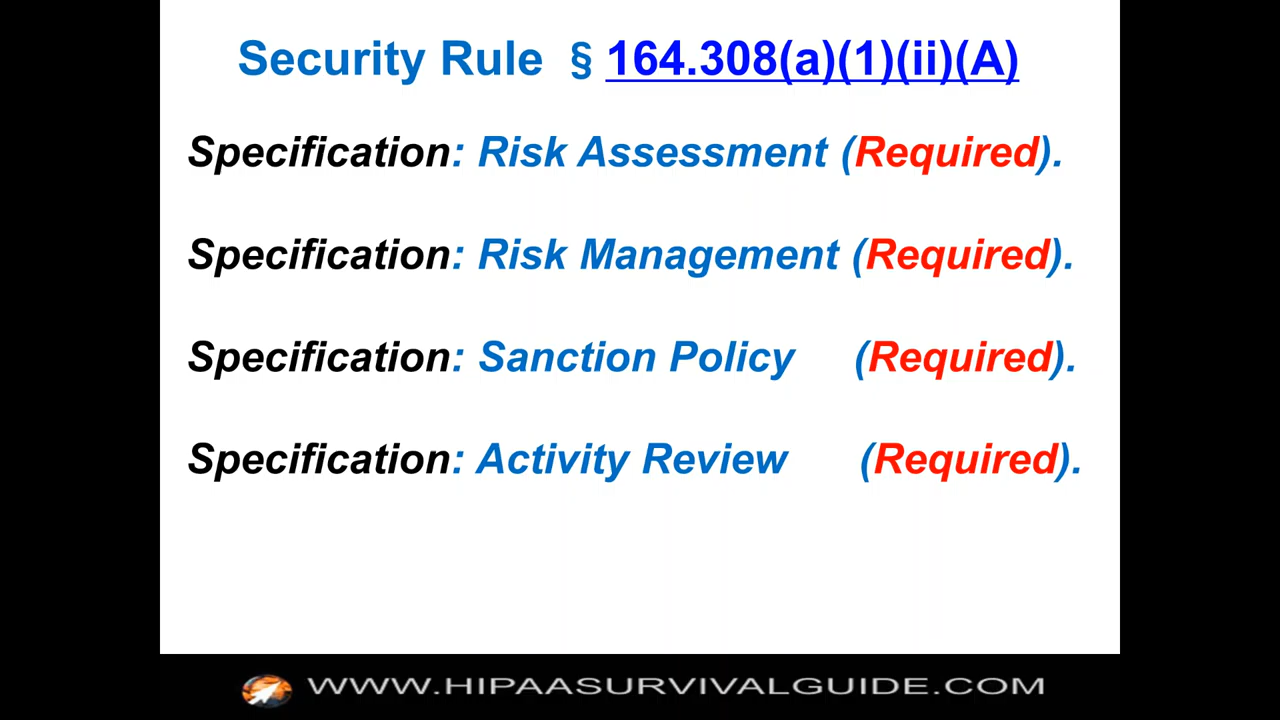 Security Rule § 164.308(a)(1)(ii)(A)
Specification: Risk Assessment (Required).
Specification: Risk Management (Required).
Specification: Sanction Policy (Required).
Specification: Activity Review (Required).
WWW.HIPAASURVIVALGUIDE.COM